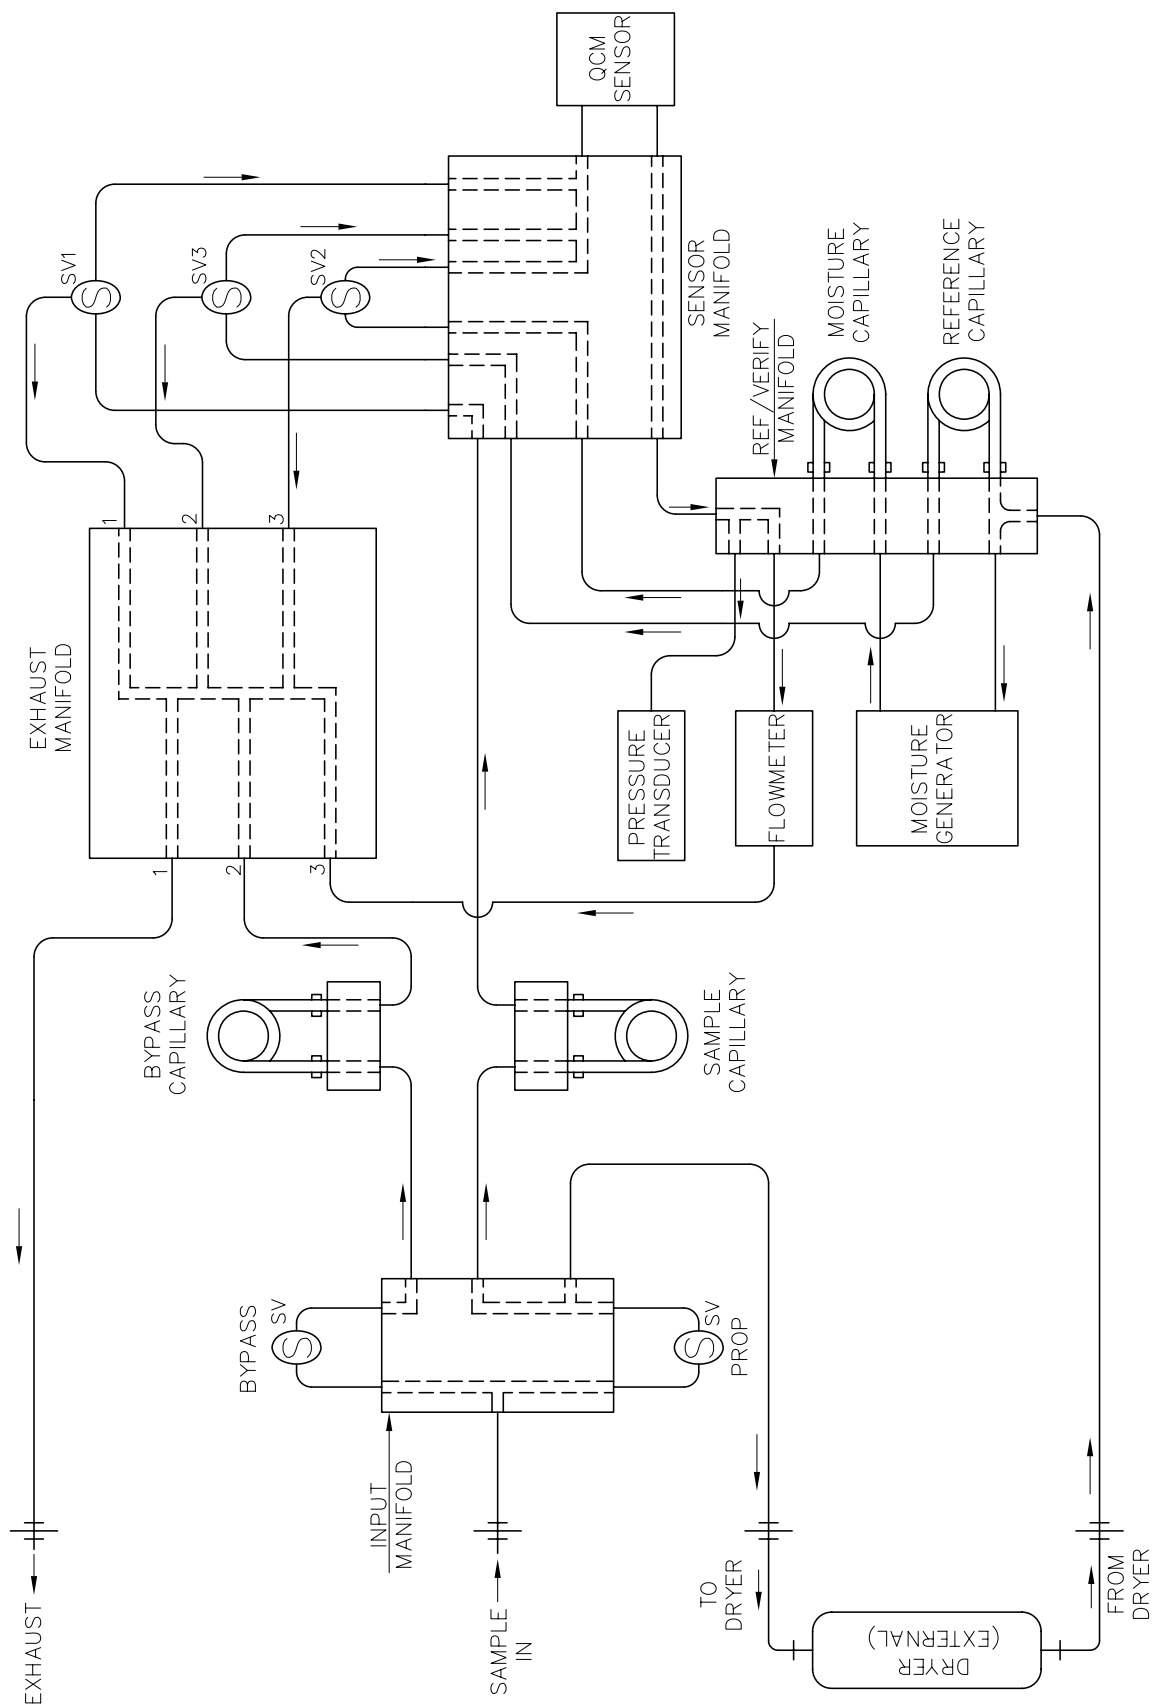 EXHAUST
SAMPLE
IN
TO
DRYER
DRYER
(EXTERNAL)
FROM
DRYER
INPUT
MANIFOLD
BYPASS
SV
S
S
SV
PROP
BYPASS
CAPILLARY
SAMPLE
CAPILLARY
EXHAUST
MANIFOLD
1
2
3
1
2
3
PRESSURE
TRANSDUCER
FLOWMETER
MOISTURE
GENERATOR
SV1
S
SV3
S
SV2
S
SENSOR
MANIFOLD
REF/VERIFY
MANIFOLD
MOISTURE
CAPILLARY
REFERENCE
CAPILLARY
QCM
SENSOR